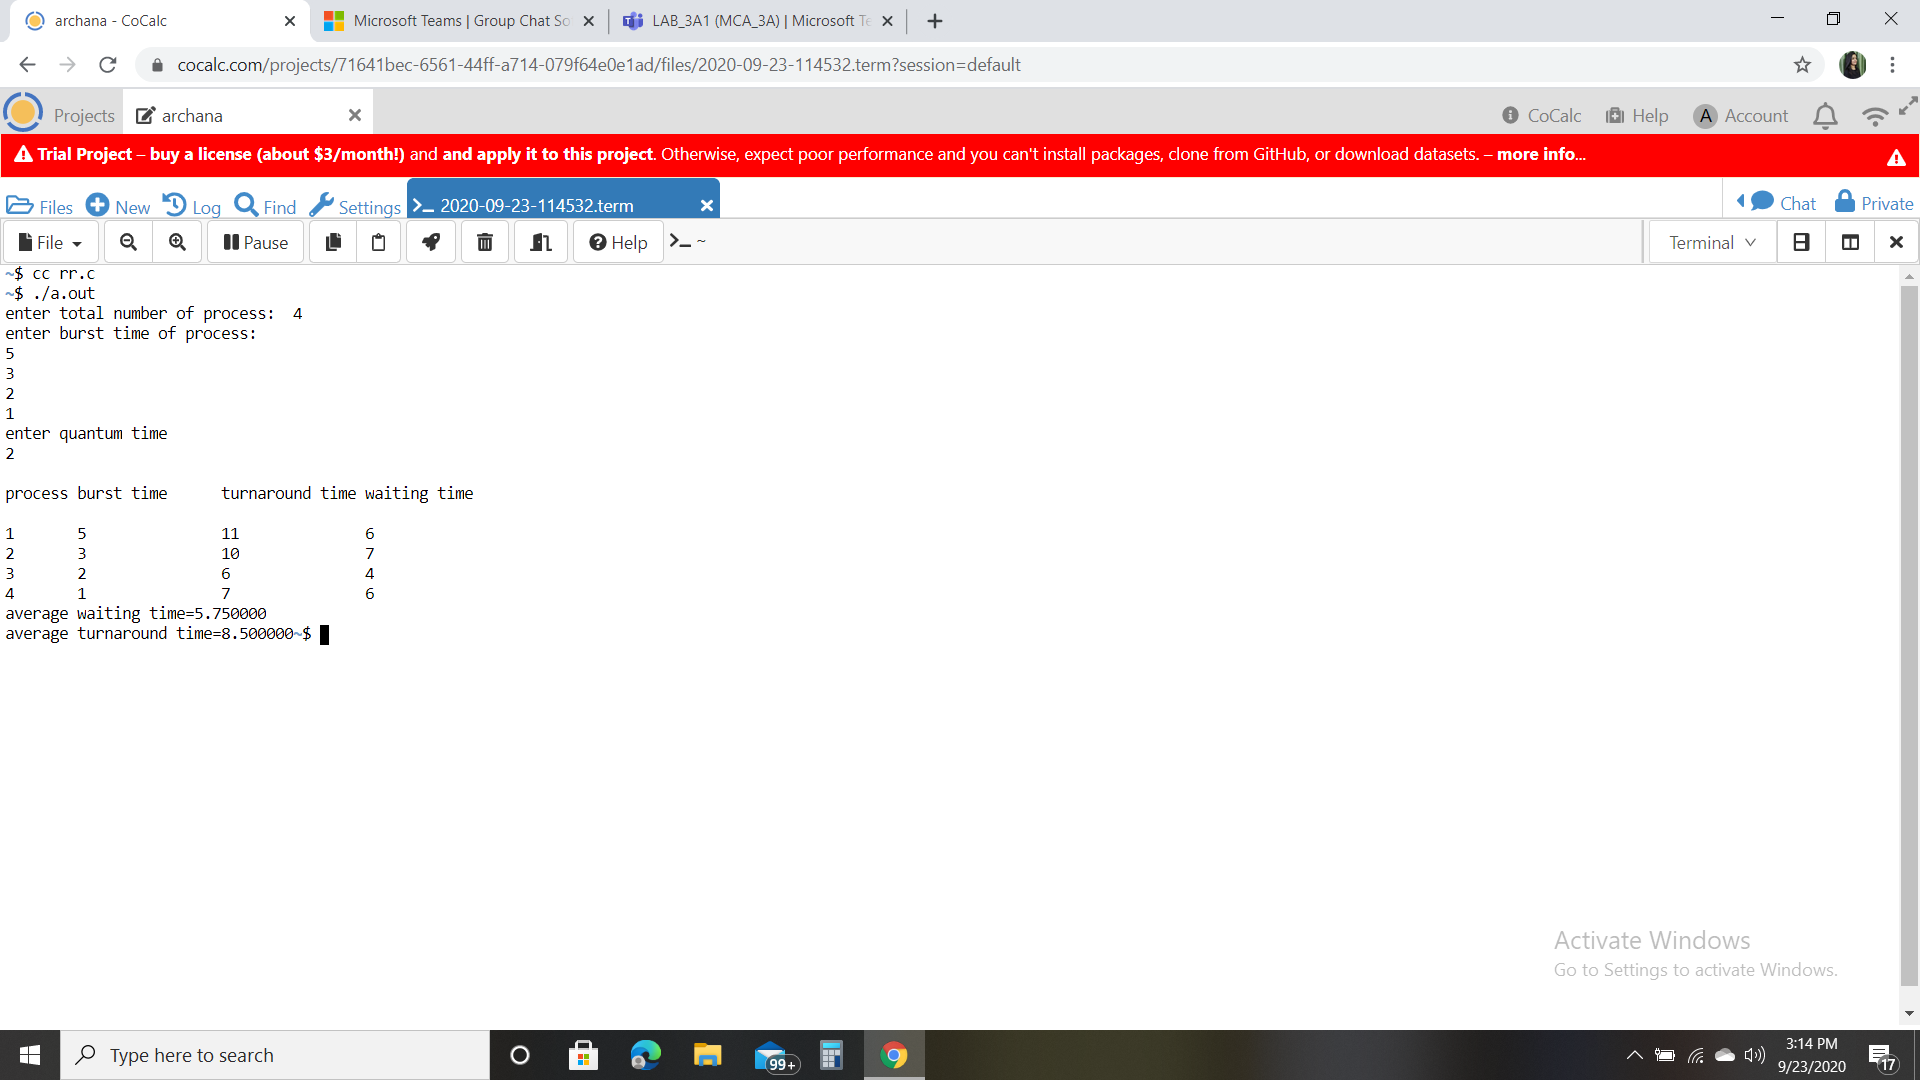 archana - CoCalc
Microsoft Teams | Group Chat So
LAB_3A1 (MCA_3A) | Microsoft Te
cocalc.com/projects/71641bec-6561-44ff-a714-079f64e0e1ad/files/2020-09-23-114532.term?session=default
Projects archana CoCalc Help A Account
Trial Project – buy a license (about $3/month!) and and apply it to this project. Otherwise, expect poor performance and you can't install packages, clone from GitHub, or download datasets. – more info...
Files New Log Find Settings >_ 2020-09-23-114532.term Chat Private
File Pause Help >_ ~ Terminal
~$ cc rr.c
~$ ./a.out
enter total number of process:  4
enter burst time of process:
5
3
2
1
enter quantum time
2
process burst time      turnaround time waiting time
1       5               11              6
2       3               10              7
3       2               6               4
4       1               7               6
average waiting time=5.750000
average turnaround time=8.500000~$
Activate Windows
Go to Settings to activate Windows.
Type here to search
99+
3:14 PM
9/23/2020
17